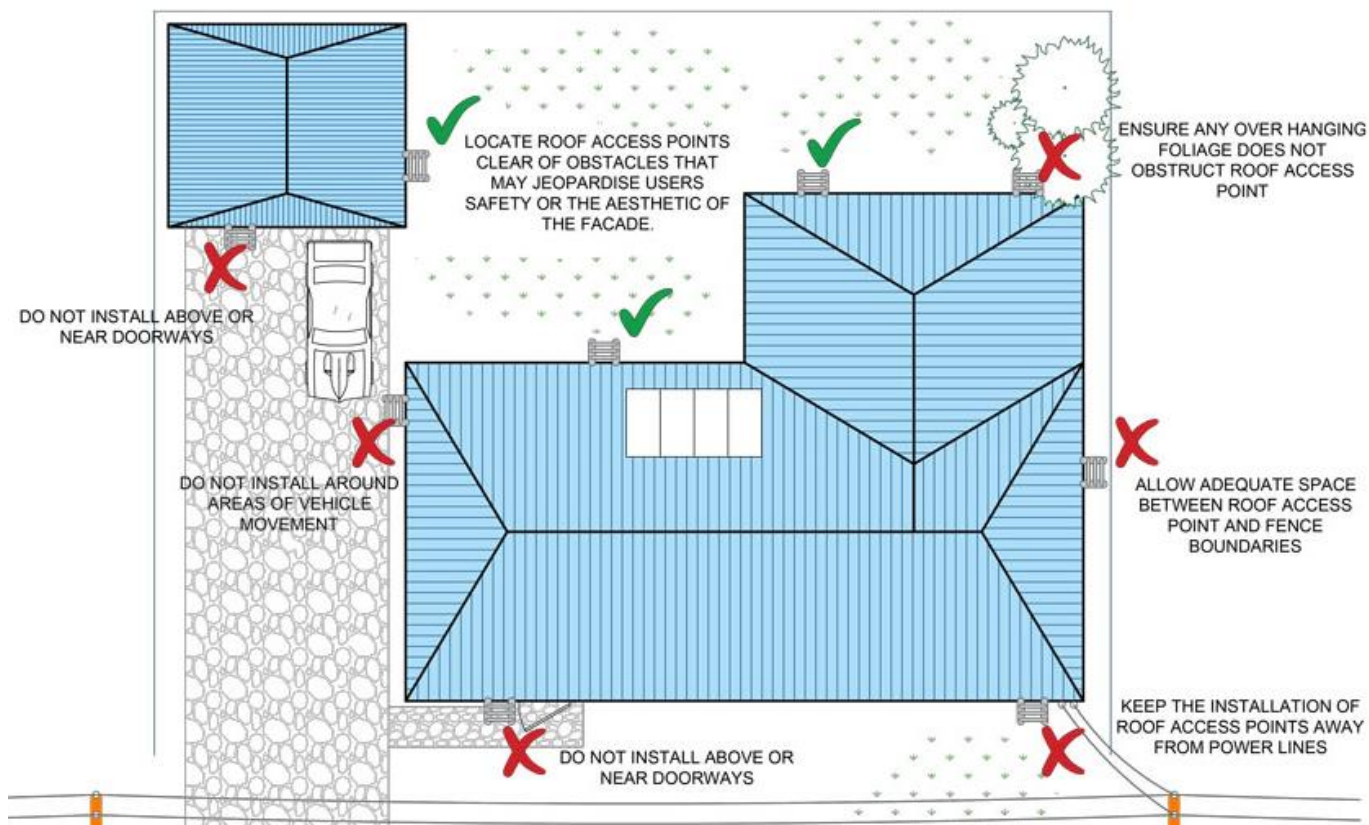 LOCATE ROOF ACCESS POINTS
CLEAR OF OBSTACLES THAT
MAY JEOPARDISE USERS
SAFETY OR THE AESTHETIC OF
THE FACADE.
ENSURE ANY OVER HANGING
FOLIAGE DOES NOT
OBSTRUCT ROOF ACCESS
POINT
DO NOT INSTALL ABOVE OR
NEAR DOORWAYS
DO NOT INSTALL AROUND
AREAS OF VEHICLE
MOVEMENT
ALLOW ADEQUATE SPACE
BETWEEN ROOF ACCESS
POINT AND FENCE
BOUNDARIES
DO NOT INSTALL ABOVE OR
NEAR DOORWAYS
KEEP THE INSTALLATION OF
ROOF ACCESS POINTS AWAY
FROM POWER LINES